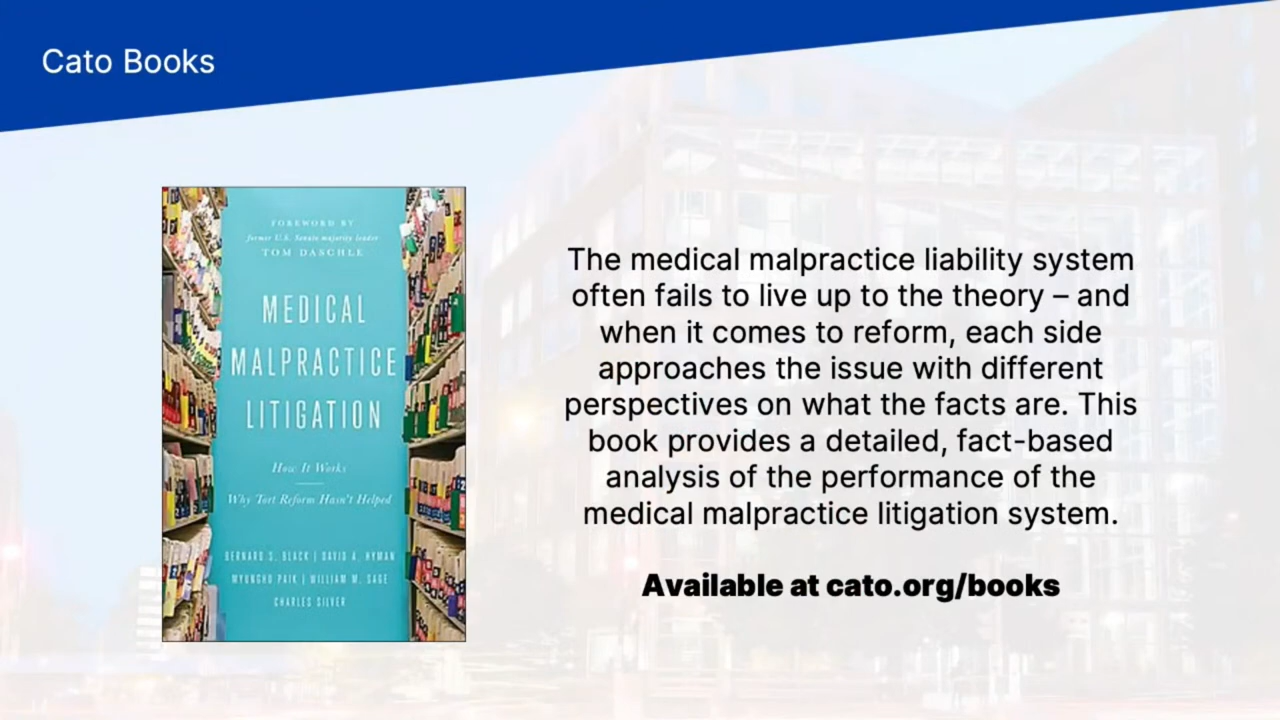 Cato Books
FOREWORD BY
former U.S. Senate majority leader
TOM DASCHLE
MEDICAL
MALPRACTICE
LITIGATION
How It Works
Why Tort Reform Hasn't Helped
BERNARD S. BLACK | DAVID A. HYMAN
MYUNGHO PAIK | WILLIAM M. SAGE
CHARLES SILVER
The medical malpractice liability system
often fails to live up to the theory – and
when it comes to reform, each side
approaches the issue with different
perspectives on what the facts are. This
book provides a detailed, fact-based
analysis of the performance of the
medical malpractice litigation system.
Available at cato.org/books